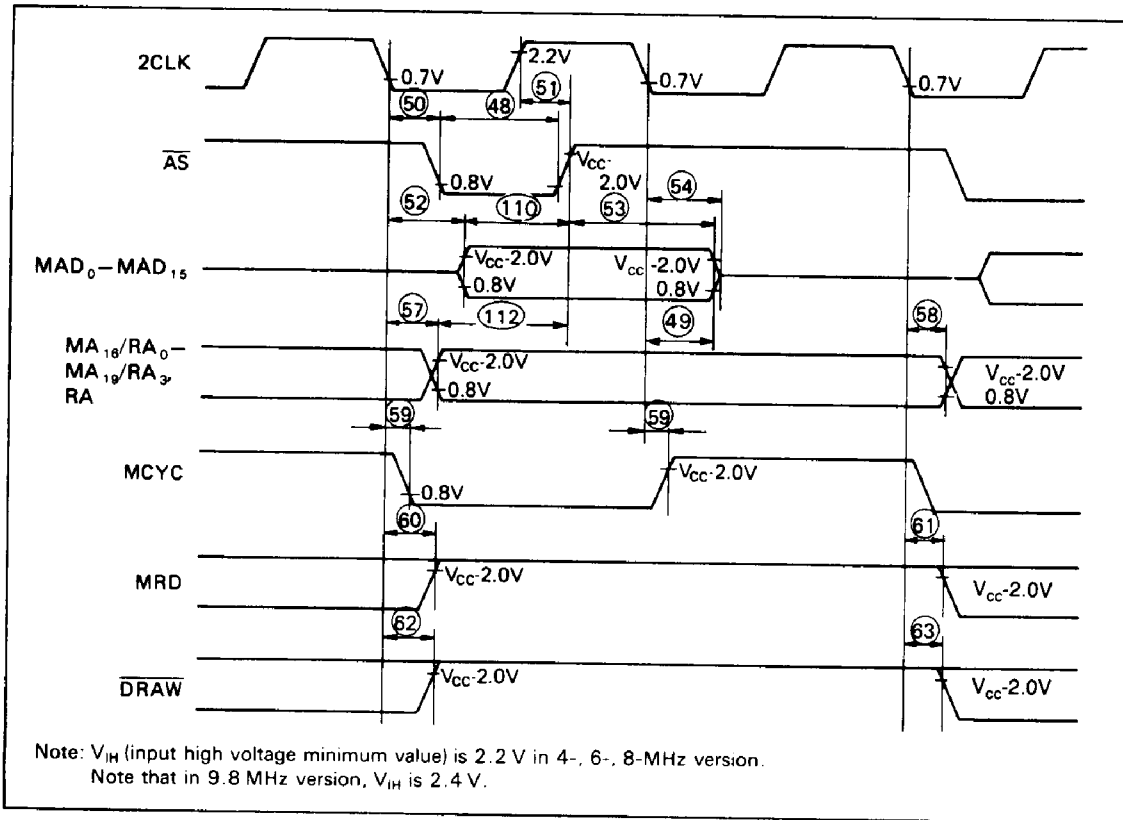 2CLK
2.2V
0.7V
0.7V
0.7V
51
50
48
AS
VCC-
2.0V
0.8V
54
52
110
53
MAD0–MAD15
VCC-2.0V
VCC-2.0V
0.8V
0.8V
57
112
49
58
MA16/RA0–
MA19/RA3,
RA
VCC-2.0V
0.8V
VCC-2.0V
0.8V
59
59
MCYC
VCC-2.0V
0.8V
60
61
MRD
VCC-2.0V
VCC-2.0V
62
63
DRAW
VCC-2.0V
VCC-2.0V
Note: VIH (input high voltage minimum value) is 2.2 V in 4-, 6-, 8-MHz version.
Note that in 9.8 MHz version, VIH is 2.4 V.